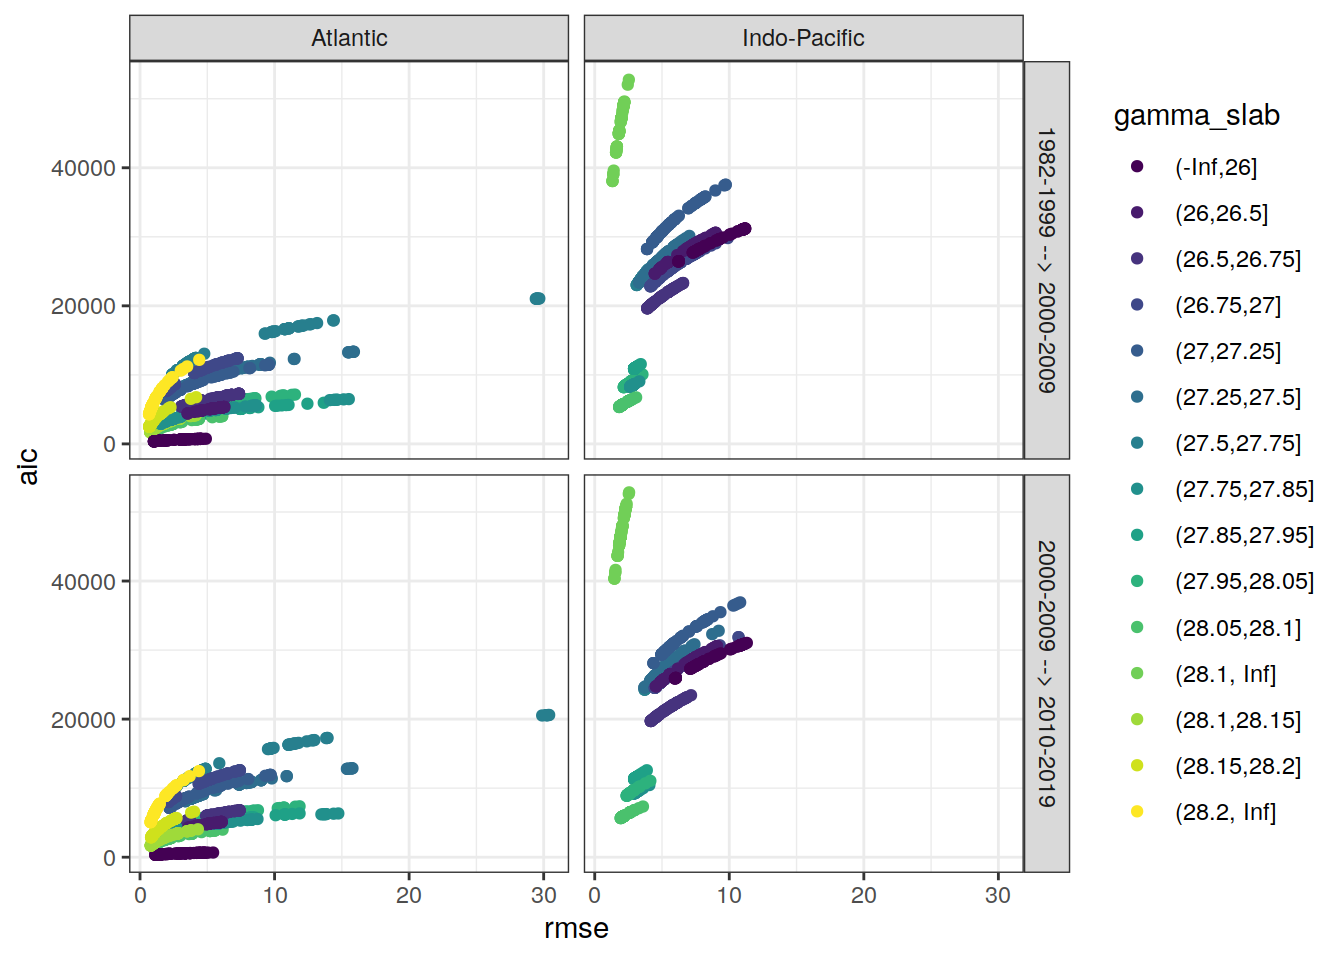 Atlantic
Indo-Pacific
40000
20000
0
1982-1999 --> 2000-2009
aic
40000
20000
0
2000-2009 --> 2010-2019
0
10
20
30
0
10
20
30
rmse
gamma_slab
(-Inf,26]
(26,26.5]
(26.5,26.75]
(26.75,27]
(27,27.25]
(27.25,27.5]
(27.5,27.75]
(27.75,27.85]
(27.85,27.95]
(27.95,28.05]
(28.05,28.1]
(28.1, Inf]
(28.1,28.15]
(28.15,28.2]
(28.2, Inf]